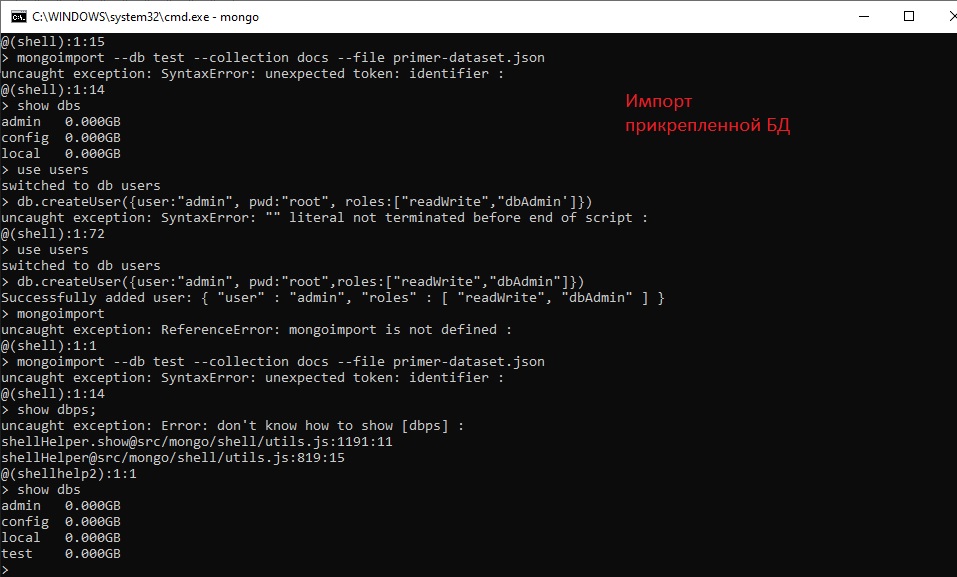 C:\WINDOWS\system32\cmd.exe - mongo
@(shell):1:15
> mongoimport --db test --collection docs --file primer-dataset.json
uncaught exception: SyntaxError: unexpected token: identifier :
@(shell):1:14
> show dbs
admin   0.000GB
config  0.000GB
local   0.000GB
> use users
switched to db users
> db.createUser({user:"admin", pwd:"root", roles:["readWrite","dbAdmin']})
uncaught exception: SyntaxError: "" literal not terminated before end of script :
@(shell):1:72
> use users
switched to db users
> db.createUser({user:"admin", pwd:"root",roles:["readWrite","dbAdmin"]})
Successfully added user: { "user" : "admin", "roles" : [ "readWrite", "dbAdmin" ] }
> mongoimport
uncaught exception: ReferenceError: mongoimport is not defined :
@(shell):1:1
> mongoimport --db test --collection docs --file primer-dataset.json
uncaught exception: SyntaxError: unexpected token: identifier :
@(shell):1:14
> show dbps;
uncaught exception: Error: don't know how to show [dbps] :
shellHelper.show@src/mongo/shell/utils.js:1191:11
shellHelper@src/mongo/shell/utils.js:819:15
@(shellhelp2):1:1
> show dbs
admin   0.000GB
config  0.000GB
local   0.000GB
test    0.000GB
>
Импорт
прикрепленной БД